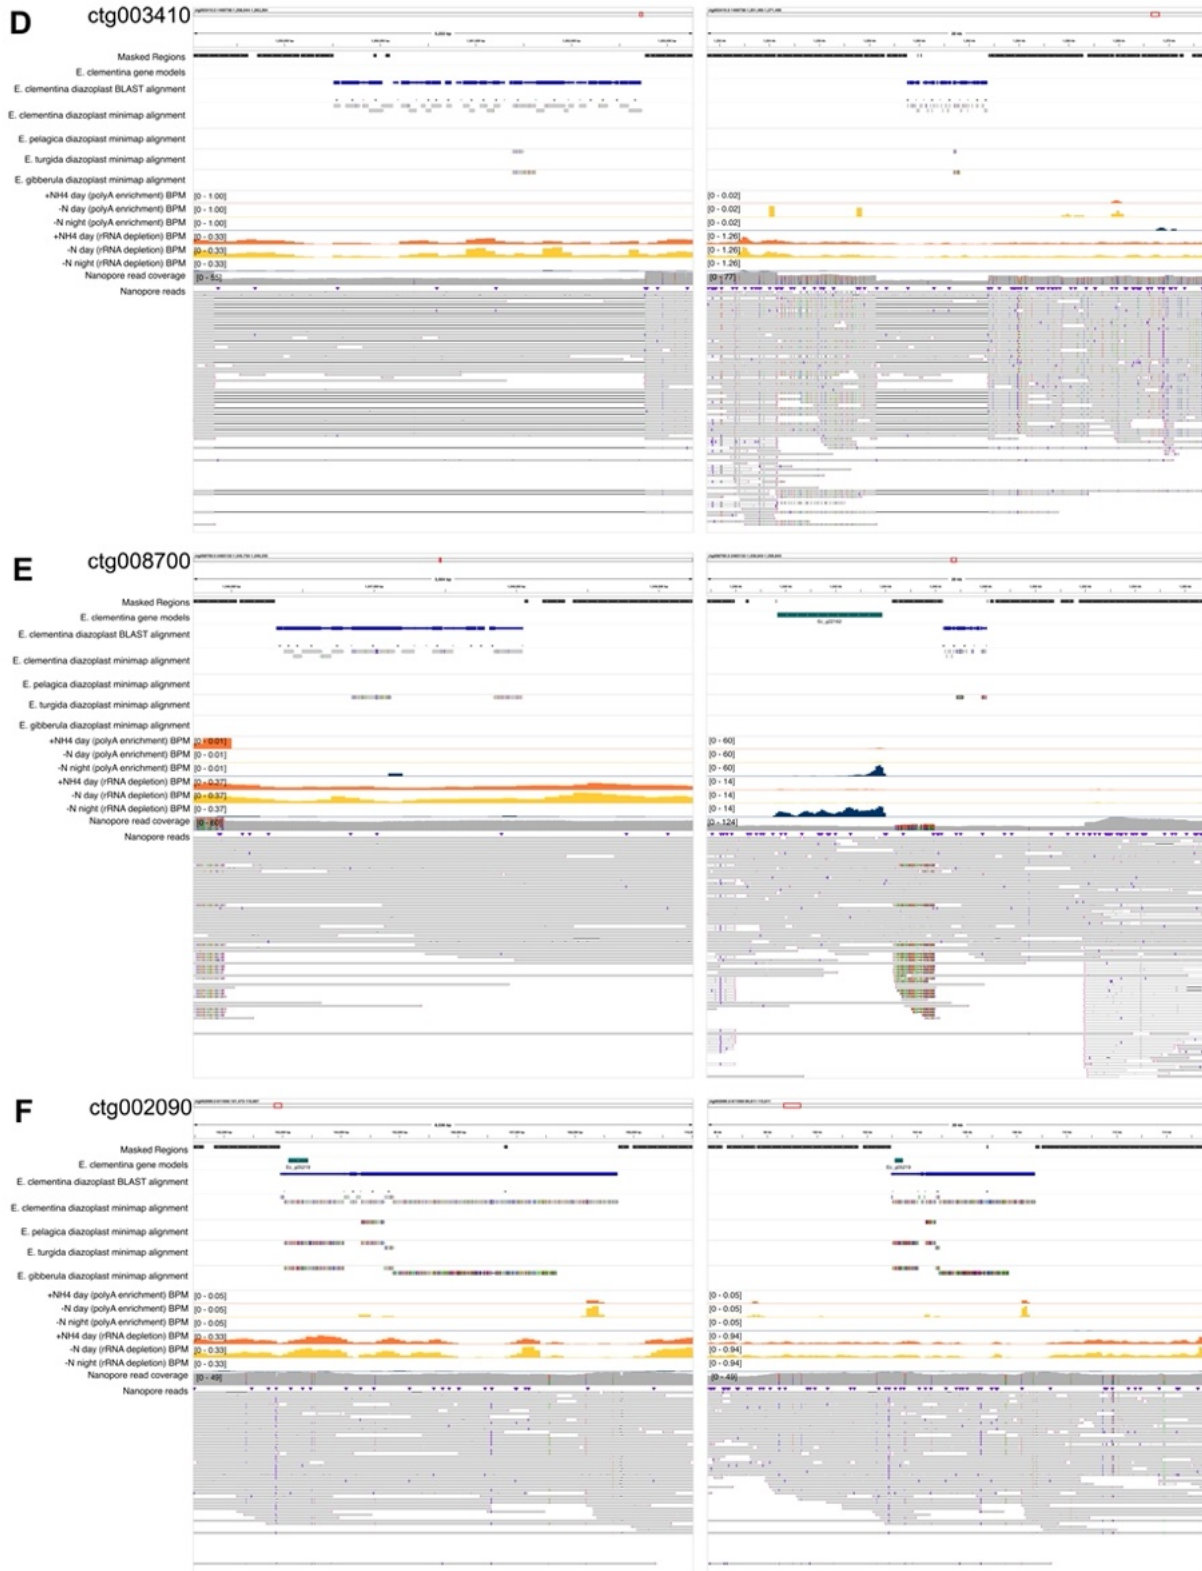 D
ctg003410
Masked Regions
E. clementina gene models
E. clementina diazoplast BLAST alignment
E. clementina diazoplast minimap alignment
E. pelagica diazoplast minimap alignment
E. turgida diazoplast minimap alignment
E. gibberula diazoplast minimap alignment
+NH4 day (polyA enrichment) BPM [0 - 1.00] [0 - 0.02]
-N day (polyA enrichment) BPM [0 - 1.00] [0 - 0.02]
-N night (polyA enrichment) BPM [0 - 1.00] [0 - 0.02]
+NH4 day (rRNA depletion) BPM [0 - 0.33] [0 - 1.26]
-N day (rRNA depletion) BPM [0 - 0.33] [0 - 1.26]
-N night (rRNA depletion) BPM [0 - 0.33] [0 - 1.26]
Nanopore read coverage [0 - 55] [0 - 77]
Nanopore reads
E
ctg008700
Masked Regions
E. clementina gene models
E. clementina diazoplast BLAST alignment
E. clementina diazoplast minimap alignment
E. pelagica diazoplast minimap alignment
E. turgida diazoplast minimap alignment
E. gibberula diazoplast minimap alignment
+NH4 day (polyA enrichment) BPM [0 - 0.01] [0 - 60]
-N day (polyA enrichment) BPM [0 - 0.01] [0 - 60]
-N night (polyA enrichment) BPM [0 - 0.01] [0 - 60]
+NH4 day (rRNA depletion) BPM [0 - 0.37] [0 - 14]
-N day (rRNA depletion) BPM [0 - 0.37] [0 - 14]
-N night (rRNA depletion) BPM [0 - 0.37] [0 - 14]
Nanopore read coverage [0 - 124]
Nanopore reads
F
ctg002090
Masked Regions
E. clementina gene models
E. clementina diazoplast BLAST alignment
E. clementina diazoplast minimap alignment
E. pelagica diazoplast minimap alignment
E. turgida diazoplast minimap alignment
E. gibberula diazoplast minimap alignment
+NH4 day (polyA enrichment) BPM [0 - 0.05] [0 - 0.05]
-N day (polyA enrichment) BPM [0 - 0.05] [0 - 0.05]
-N night (polyA enrichment) BPM [0 - 0.05] [0 - 0.05]
+NH4 day (rRNA depletion) BPM [0 - 0.33] [0 - 0.94]
-N day (rRNA depletion) BPM [0 - 0.33] [0 - 0.94]
-N night (rRNA depletion) BPM [0 - 0.33] [0 - 0.94]
Nanopore read coverage [0 - 49] [0 - 49]
Nanopore reads